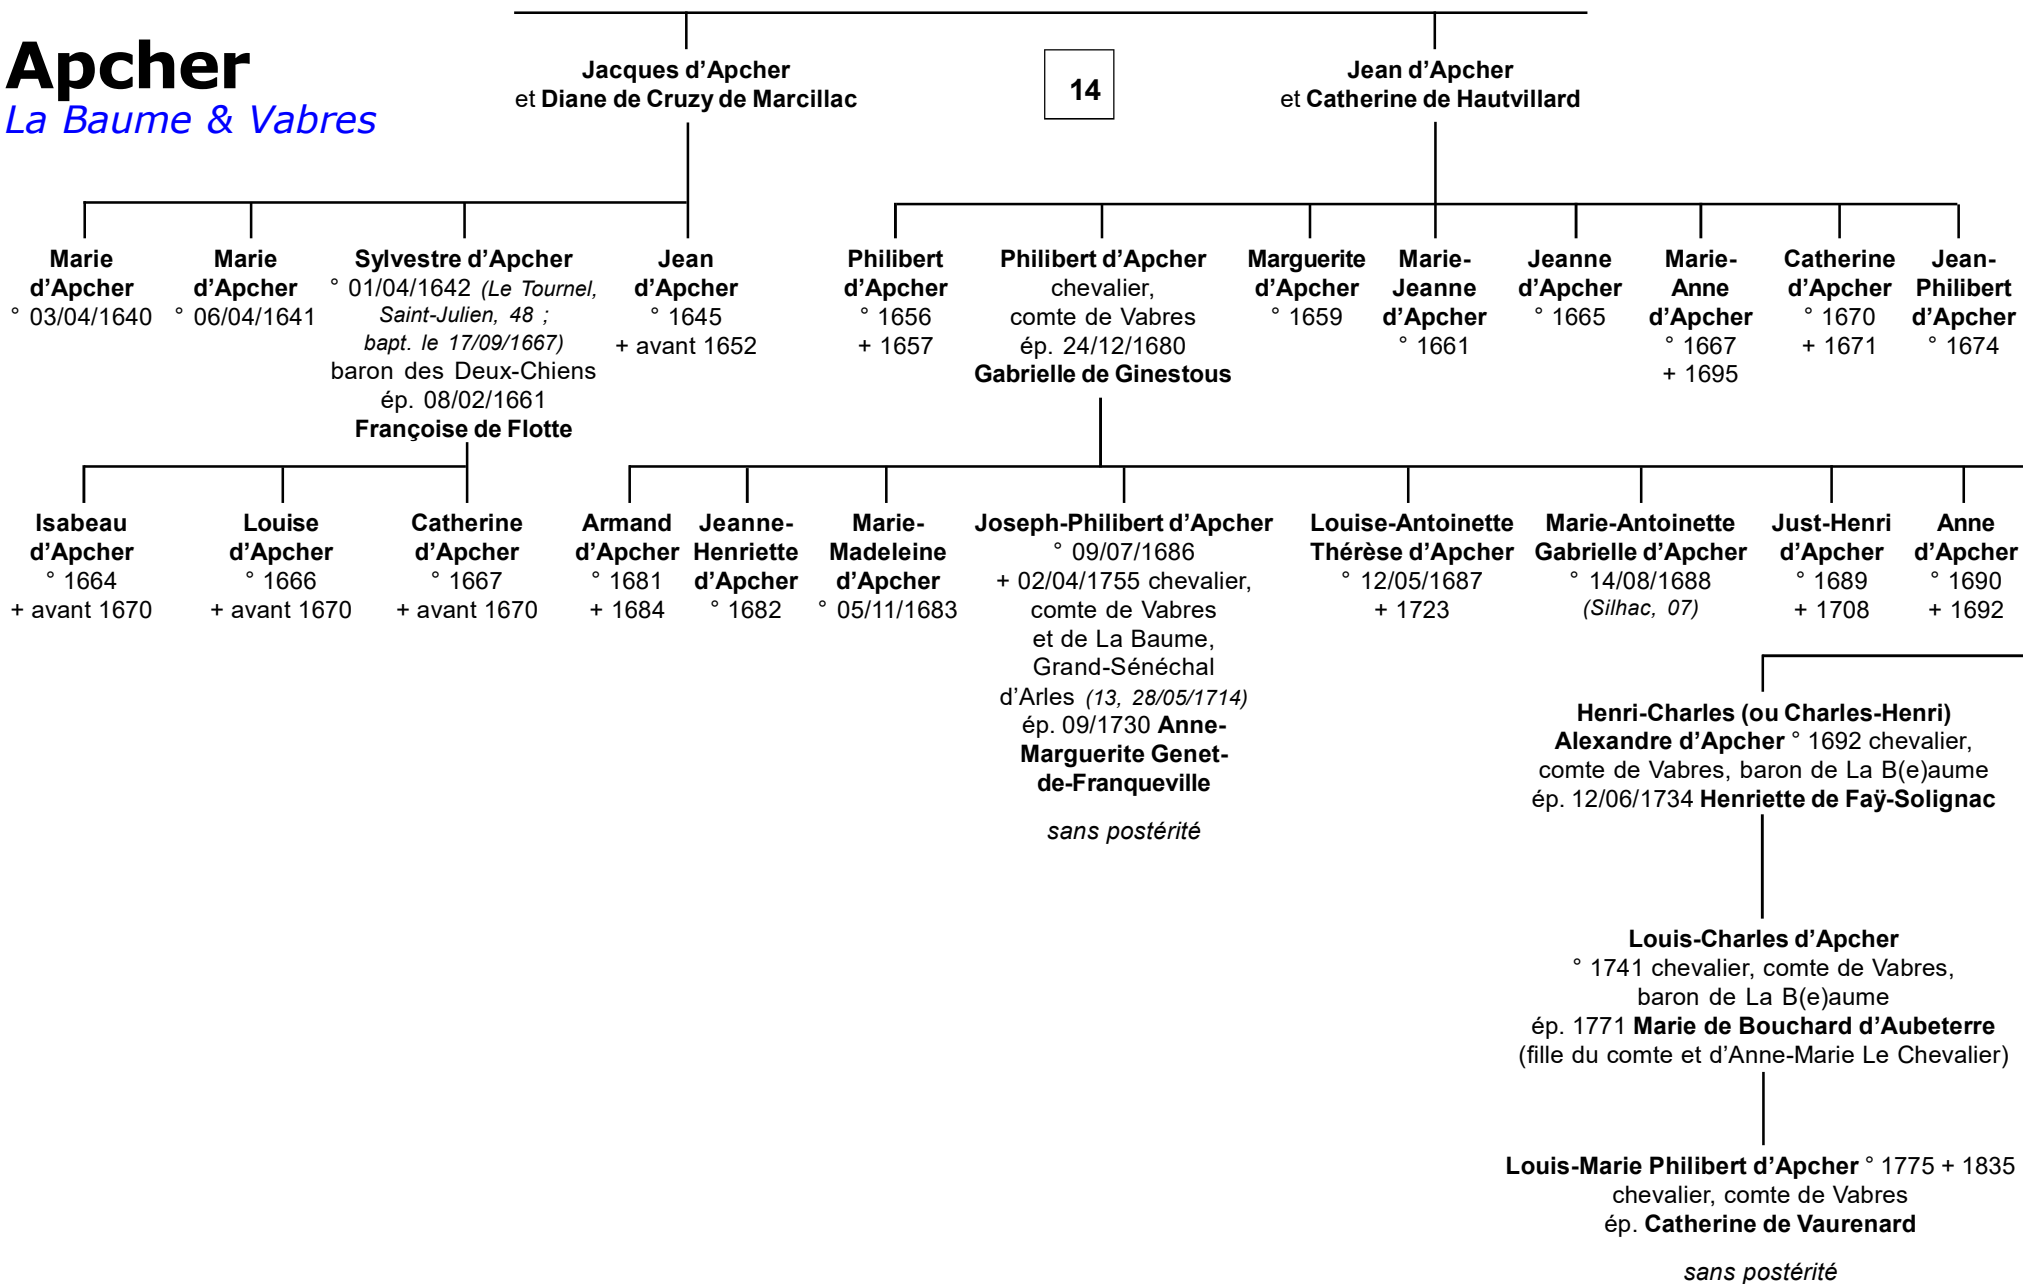 Apcher
La Baume & Vabres
Jacques d’Apcher
et Diane de Cruzy de Marcillac
14
Jean d’Apcher
et Catherine de Hautvillard
Marie
d’Apcher
° 03/04/1640
Marie
d’Apcher
° 06/04/1641
Sylvestre d’Apcher
° 01/04/1642 (Le Tournel,
Saint-Julien, 48 ;
bapt. le 17/09/1667)
baron des Deux-Chiens
ép. 08/02/1661
Françoise de Flotte
Jean
d’Apcher
° 1645
+ avant 1652
Philibert
d’Apcher
° 1656
+ 1657
Philibert d’Apcher
chevalier,
comte de Vabres
ép. 24/12/1680
Gabrielle de Ginestous
Marguerite
d’Apcher
° 1659
Marie-
Jeanne
d’Apcher
° 1661
Jeanne
d’Apcher
° 1665
Marie-
Anne
d’Apcher
° 1667
+ 1695
Catherine
d’Apcher
° 1670
+ 1671
Jean-
Philibert
d’Apcher
° 1674
Isabeau
d’Apcher
° 1664
+ avant 1670
Louise
d’Apcher
° 1666
+ avant 1670
Catherine
d’Apcher
° 1667
+ avant 1670
Armand
d’Apcher
° 1681
+ 1684
Jeanne-
Henriette
d’Apcher
° 1682
Marie-
Madeleine
d’Apcher
° 05/11/1683
Joseph-Philibert d’Apcher
° 09/07/1686
+ 02/04/1755 chevalier,
comte de Vabres
et de La Baume,
Grand-Sénéchal
d’Arles (13, 28/05/1714)
ép. 09/1730 Anne-
Marguerite Genet-
de-Franqueville
sans postérité
Louise-Antoinette
Thérèse d’Apcher
° 12/05/1687
+ 1723
Marie-Antoinette
Gabrielle d’Apcher
° 14/08/1688
(Silhac, 07)
Just-Henri
d’Apcher
° 1689
+ 1708
Anne
d’Apcher
° 1690
+ 1692
Henri-Charles (ou Charles-Henri)
Alexandre d’Apcher ° 1692 chevalier,
comte de Vabres, baron de La B(e)aume
ép. 12/06/1734 Henriette de Faÿ-Solignac
Louis-Charles d’Apcher
° 1741 chevalier, comte de Vabres,
baron de La B(e)aume
ép. 1771 Marie de Bouchard d’Aubeterre
(fille du comte et d’Anne-Marie Le Chevalier)
Louis-Marie Philibert d’Apcher ° 1775 + 1835
chevalier, comte de Vabres
ép. Catherine de Vaurenard
sans postérité